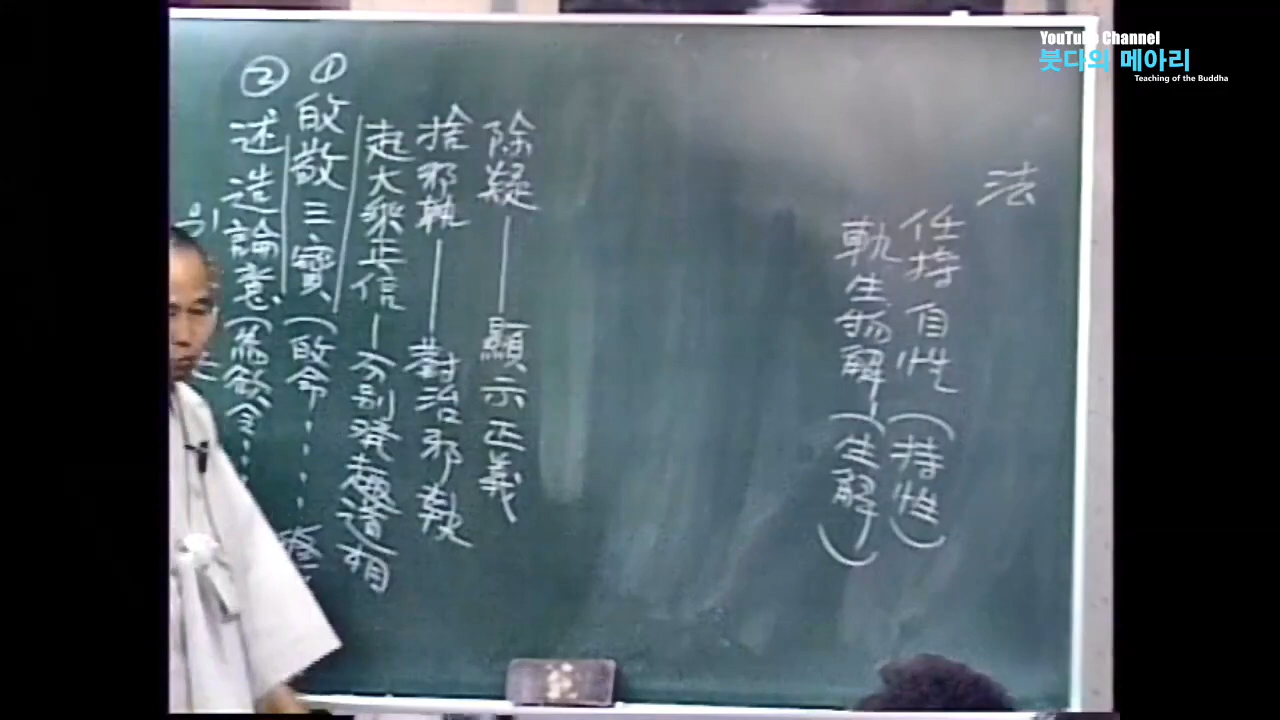 YouTube Channel
붓다의 메아리
Teaching of the Buddha
法
任持自性(持性)
軌生物解(生解)
除疑――顯示正義
捨邪執――對治邪執
起大乘正信―分別發趣道相
① 敬三寶(命····
② 述造論意(為欲令····